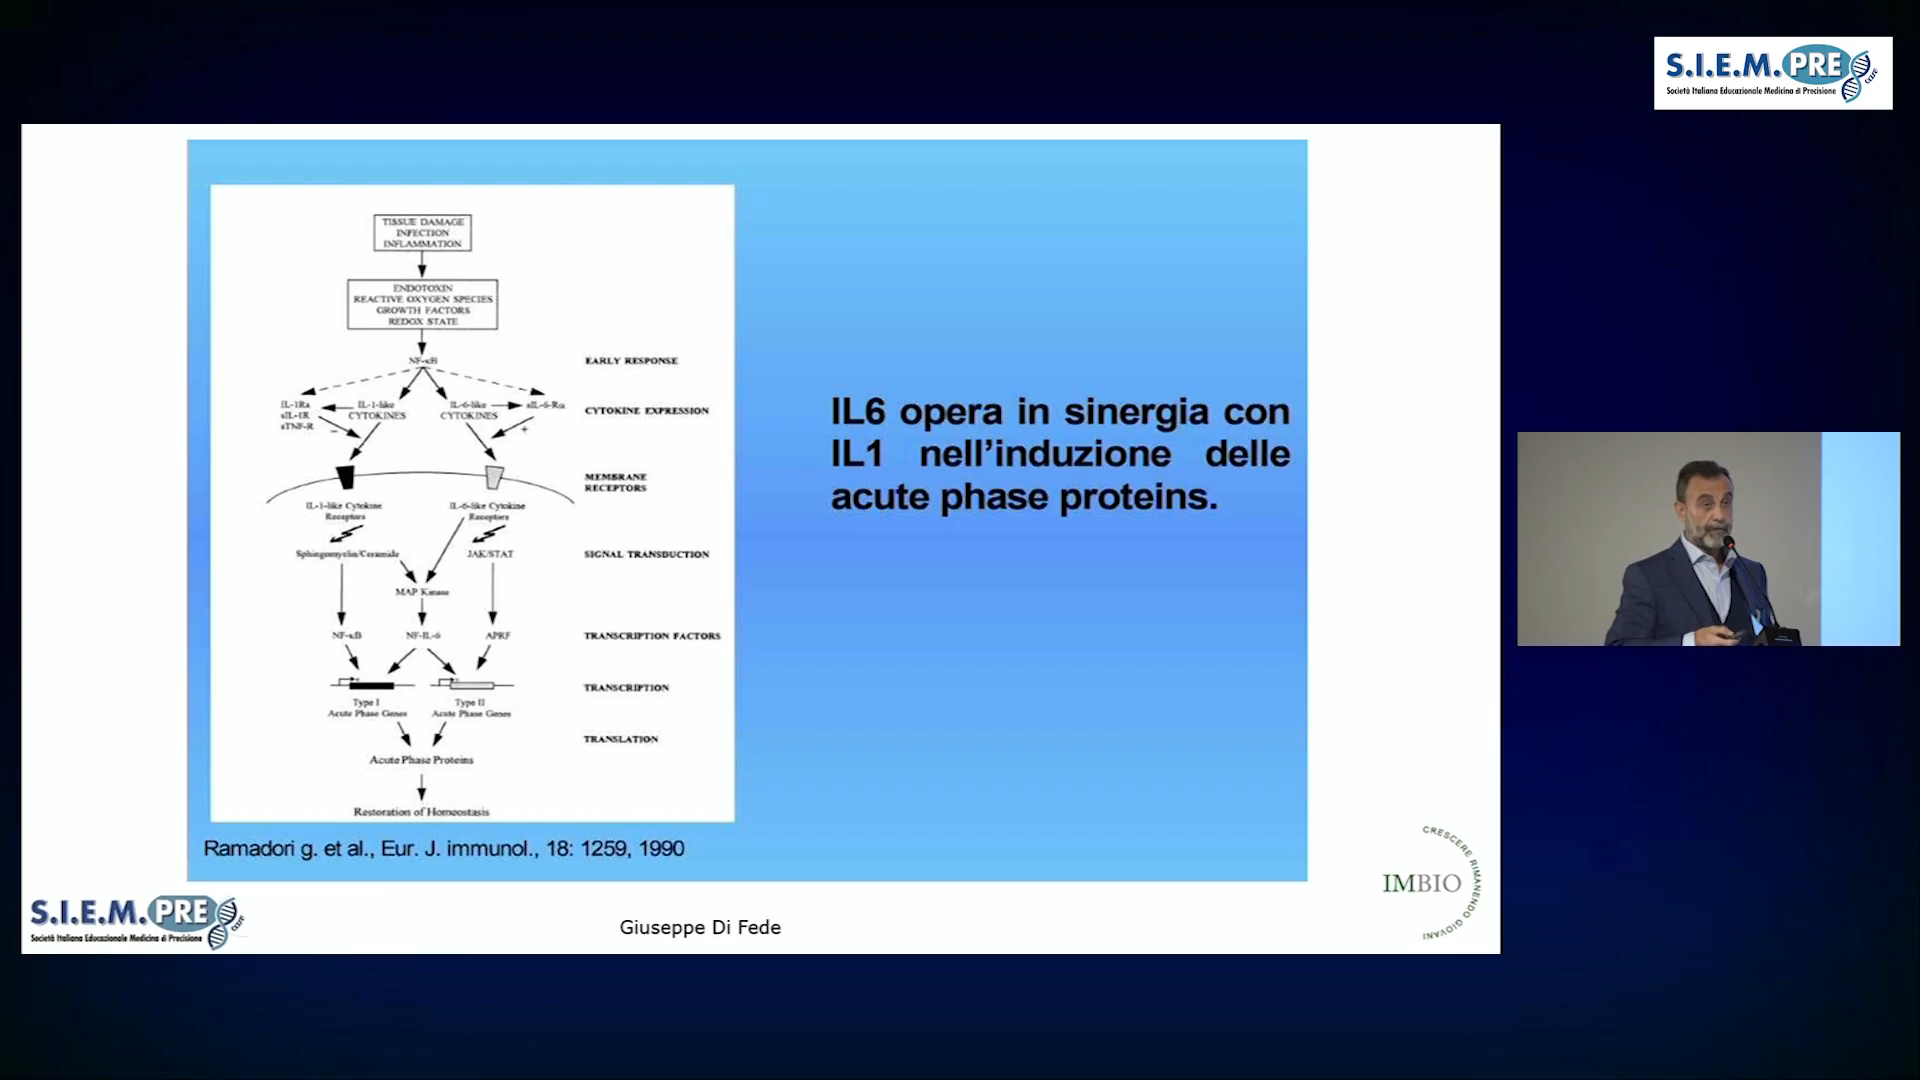 S.I.E.M.PRE
care
Società Italiana Educazionale Medicina di Precisione
TISSUE DAMAGE
INFECTION
INFLAMMATION
ENDOTOXIN
REACTIVE OXYGEN SPECIES
GROWTH FACTORS
REDOX STATE
NF-κB
EARLY RESPONSE
IL-1Ra
sIL-1R
sTNF-R
IL-1-like
CYTOKINES
IL-6-like
CYTOKINES
sIL-6-Rα
CYTOKINE EXPRESSION
−
+
MEMBRANE
RECEPTORS
IL-1-like Cytokine
Receptors
IL-6-like Cytokine
Receptors
Sphingomyelin/Ceramide
JAK/STAT
SIGNAL TRANSDUCTION
MAP Kinase
NF-κB
NF-IL-6
APRF
TRANSCRIPTION FACTORS
TRANSCRIPTION
Type I
Acute Phase Genes
Type II
Acute Phase Genes
TRANSLATION
Acute Phase Proteins
Restoration of Homeostasis
IL6 opera in sinergia con
IL1 nell’induzione delle
acute phase proteins.
Ramadori g. et al., Eur. J. immunol., 18: 1259, 1990
S.I.E.M.PRE
care
Società Italiana Educazionale Medicina di Precisione
Giuseppe Di Fede
IMBIO
CRESCERE RIMANENDO GIOVANI